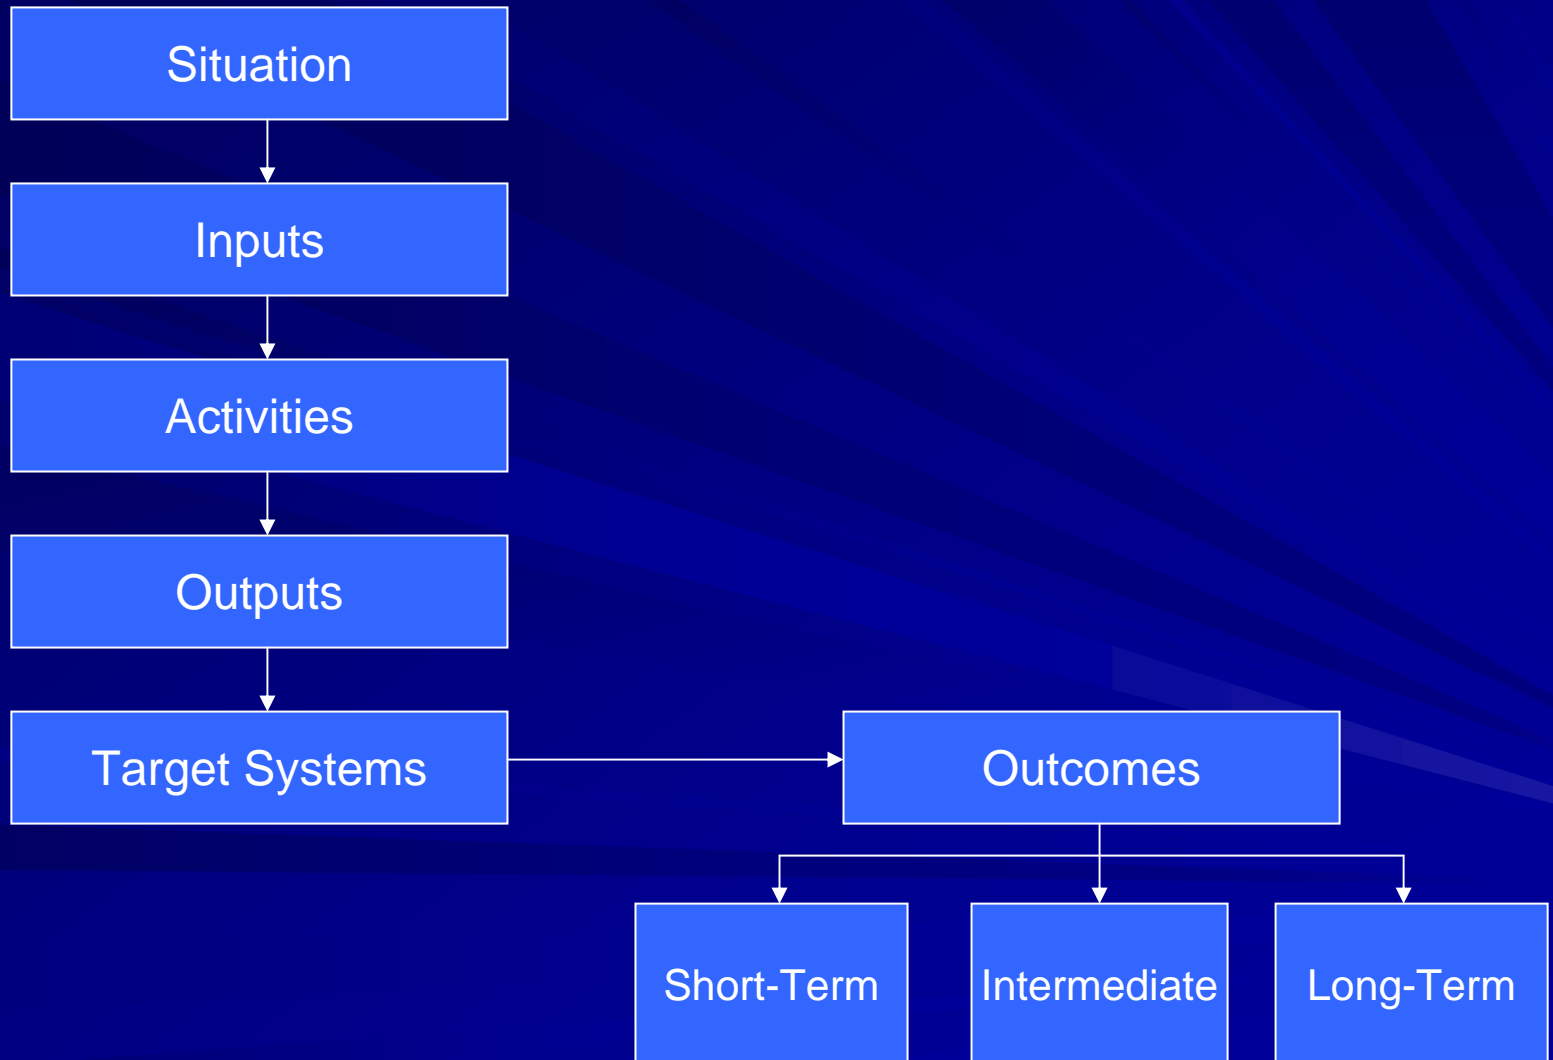 Situation
Inputs
Activities
Outputs
Target Systems
Outcomes
Short-Term
Intermediate
Long-Term